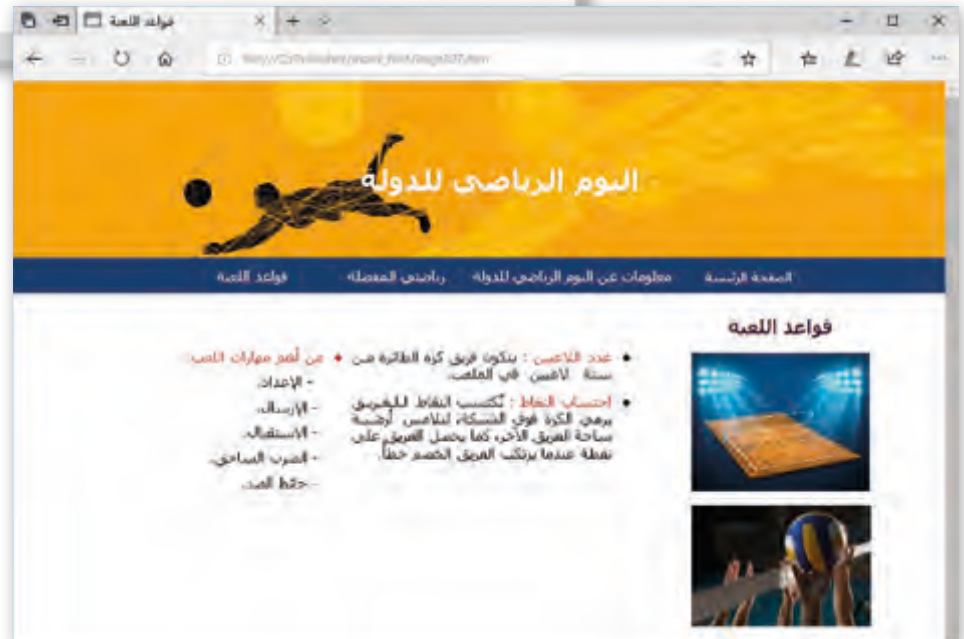 قواعد اللعبة
اليوم الرياضي للدولة
الصفحة الرئيسية
معلومات عن اليوم الرياضي للدولة
رياضتي المفضلة
قواعد اللعبة
قواعد اللعبة
عدد اللاعبين : يتكون فريق كرة الطائرة من
ستة لاعبين في الملعب.
احتساب النقاط : تُكتسب النقاط للفريق
برمي الكرة فوق الشبكة، لتلامس أرضية
ساحة الفريق الآخر، كما يحصل الفريق على
نقطة عندما يرتكب الفريق الخصم خطأً.
من أهم مهارات اللعب:
- الإعداد.
- الإرسال.
- الاستقبال.
- الضرب الساحق.
- حائط الصد.